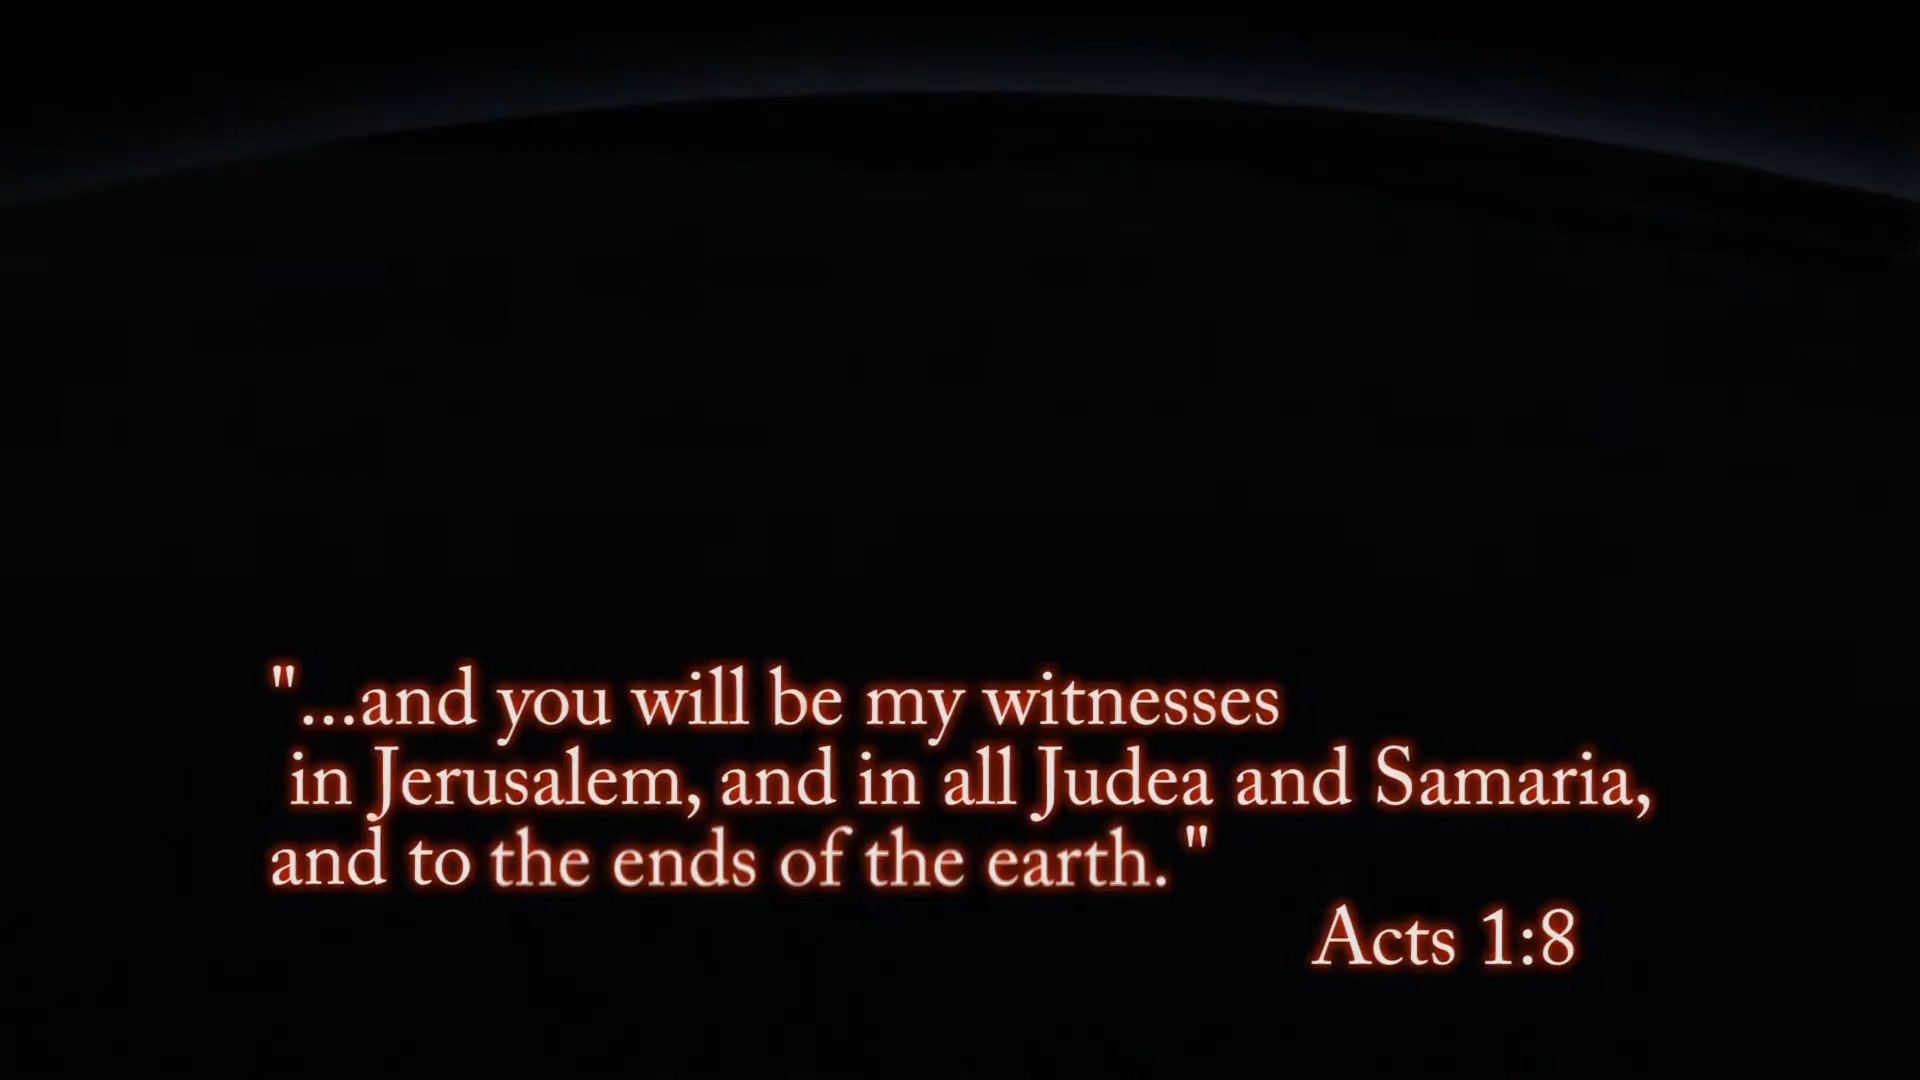 "...and you will be my witnesses
in Jerusalem, and in all Judea and Samaria,
and to the ends of the earth. "
Acts 1:8